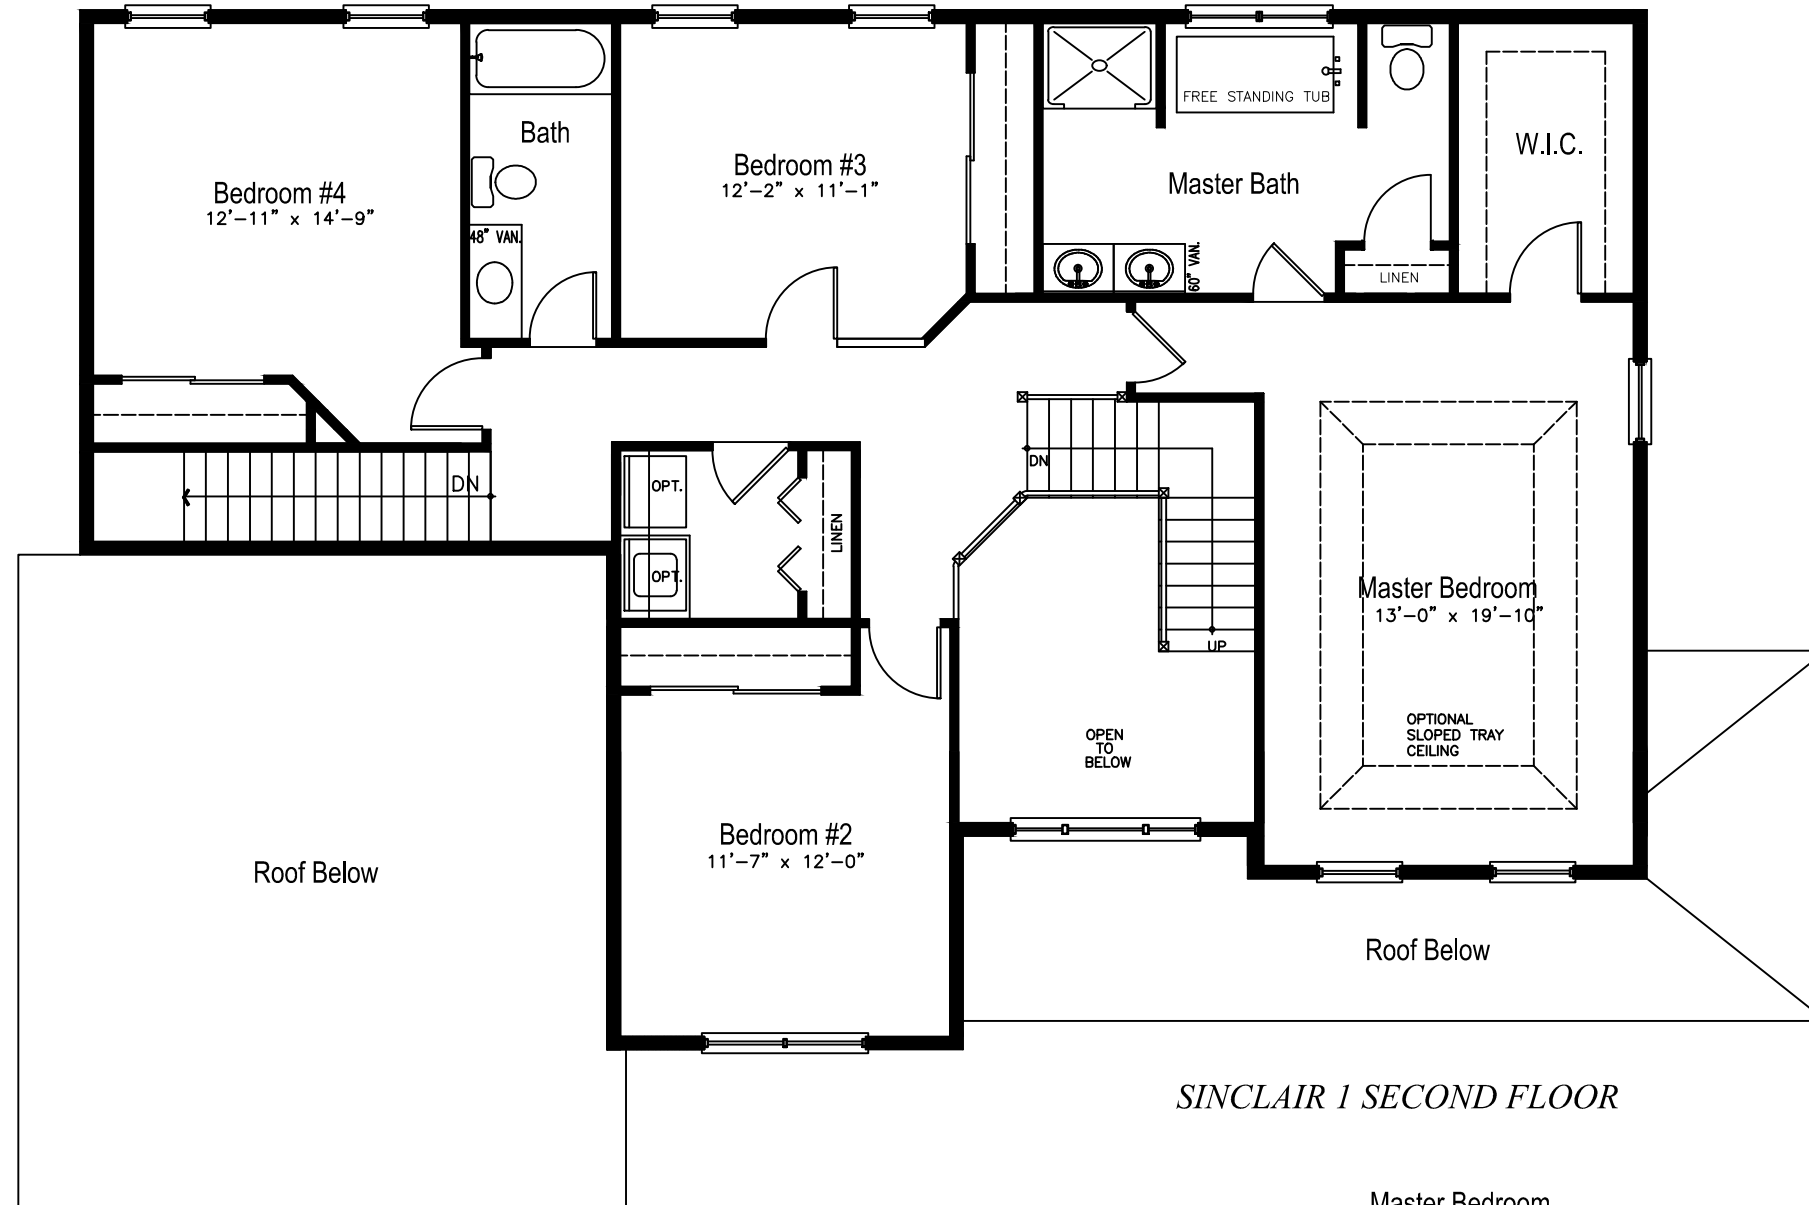 FREE STANDING TUB
Bath
W.I.C.
Bedroom #3
12'-2" x 11'-1"
Master Bath
Bedroom #4
12'-11" x 14'-9"
48" VAN.
60" VAN.
LINEN
DN
OPT.
LINEN
OPT.
DN
UP
Master Bedroom
13'-0" x 19'-10"
OPTIONAL
SLOPED TRAY
CEILING
OPEN
TO
BELOW
Bedroom #2
11'-7" x 12'-0"
Roof Below
Roof Below
SINCLAIR 1 SECOND FLOOR
Master Bedroom